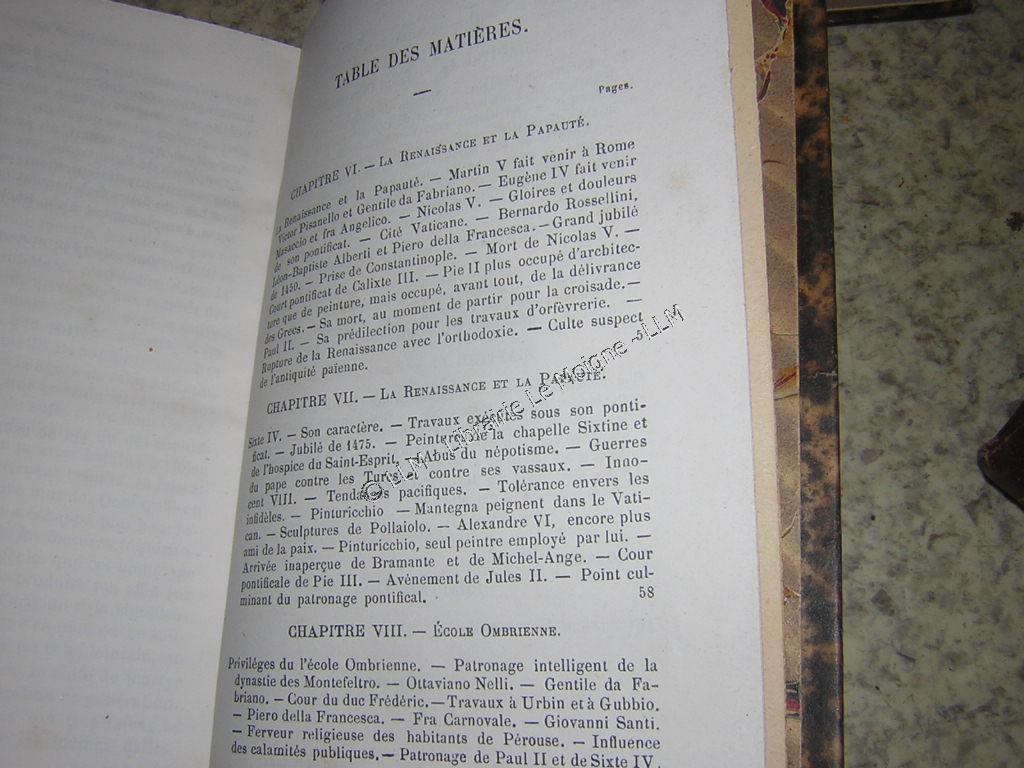 TABLE DES MATIÈRES.
Pages.
CHAPITRE VI. — LA RENAISSANCE ET LA PAPAUTÉ.
La Renaissance et la Papauté. — Martin V fait venir à Rome
Victor Pisanello et Gentile da Fabriano. — Eugène IV fait venir
Masaccio et fra Angelico. — Nicolas V. — Gloires et douleurs
de son pontificat. — Cité Vaticane. — Bernardo Rossellini,
Léon-Baptiste Alberti et Piero della Francesca. — Grand jubilé
de 1450. — Prise de Constantinople. — Mort de Nicolas V. —
Court pontificat de Calixte III. — Pie II plus occupé d'architec-
ture que de peinture, mais occupé, avant tout, de la délivrance
des Grecs. — Sa mort, au moment de partir pour la croisade. —
Paul II. — Sa prédilection pour les travaux d'orfèvrerie. —
Rupture de la Renaissance avec l'orthodoxie. — Culte suspect
de l'antiquité païenne. 5
CHAPITRE VII. — LA RENAISSANCE ET LA PAPAUTÉ.
Sixte IV. — Son caractère. — Travaux exécutés sous son ponti-
ficat. — Jubilé de 1475. — Peintures de la chapelle Sixtine et
de l'hospice du Saint-Esprit. — Abus du népotisme. — Guerres
du pape contre les Turcs et contre ses vassaux. — Inno-
cent VIII. — Tendances pacifiques. — Tolérance envers les
infidèles. — Pinturicchio — Mantegna peignent dans le Vati-
can. — Sculptures de Pollaiolo. — Alexandre VI, encore plus
ami de la paix. — Pinturicchio, seul peintre employé par lui. —
Arrivée inaperçue de Bramante et de Michel-Ange. — Cour
pontificale de Pie III. — Avénement de Jules II. — Point cul-
minant du patronage pontifical. 58
CHAPITRE VIII. — ÉCOLE OMBRIENNE.
Priviléges du l'école Ombrienne. — Patronage intelligent de la
dynastie des Montefeltro. — Ottaviano Nelli. — Gentile da Fa-
briano. — Cour du duc Frédéric. — Travaux à Urbin et à Gubbio.
— Piero della Francesca. — Fra Carnovale. — Giovanni Santi.
— Ferveur religieuse des habitants de Pérouse. — Influence
des calamités publiques. — Patronage de Paul II et de Sixte IV.
© LLM - Librairie Le Moigne - LLM